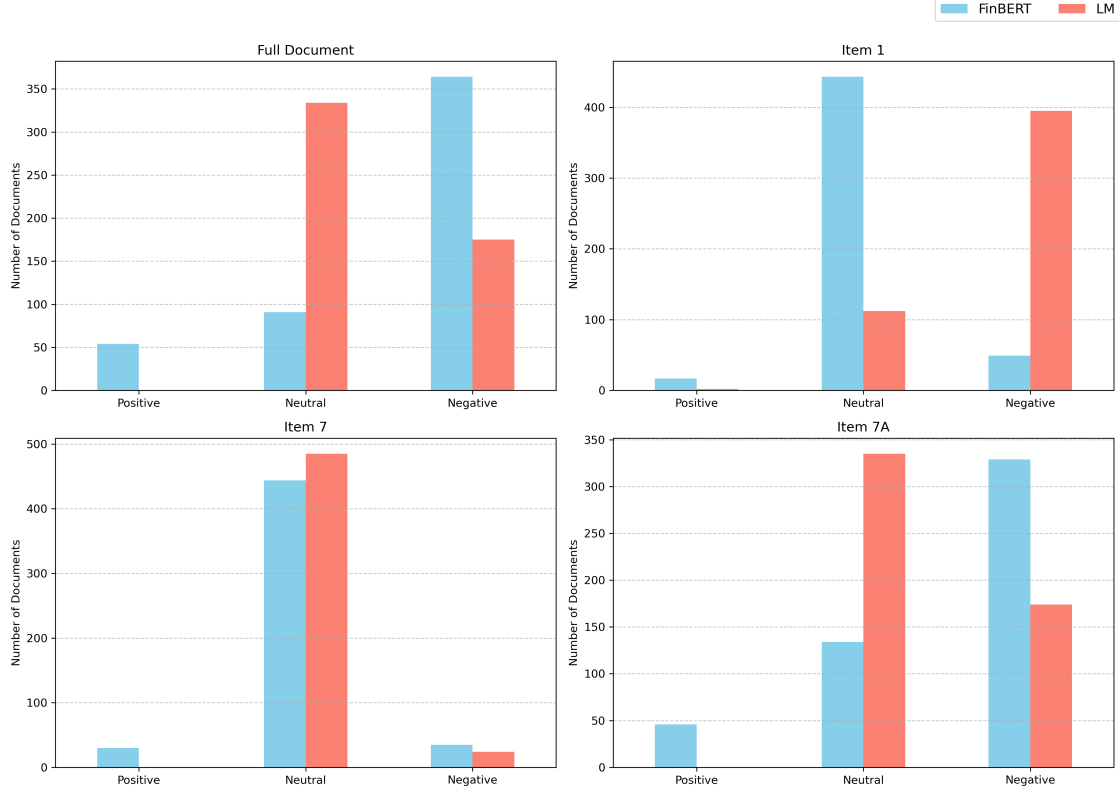 FinBERT LM
Full Document
Number of Documents
350
300
250
200
150
100
50
0
Positive Neutral Negative
Item 1
Number of Documents
400
300
200
100
0
Positive Neutral Negative
Item 7
Number of Documents
500
400
300
200
100
0
Positive Neutral Negative
Item 7A
Number of Documents
350
300
250
200
150
100
50
0
Positive Neutral Negative